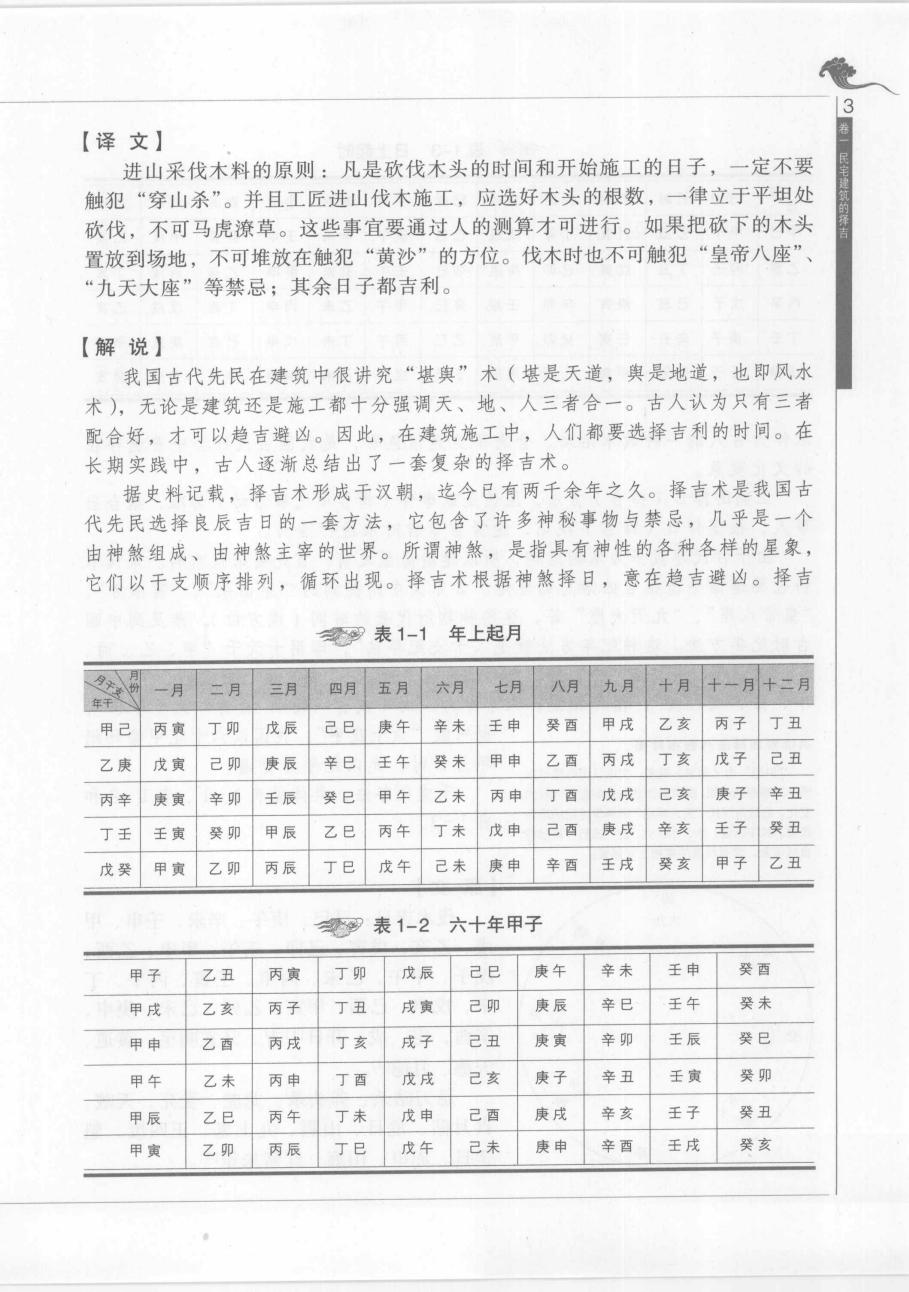 3
卷一 民宅建筑的择吉
【译 文】
进山采伐木料的原则：凡是砍伐木头的时间和开始施工的日子，一定不要
触犯“穿山杀”。并且工匠进山伐木施工，应选好木头的根数，一律立于平坦处
砍伐，不可马虎潦草。这些事宜要通过人的测算才可进行。如果把砍下的木头
置放到场地，不可堆放在触犯“黄沙”的方位。伐木时也不可触犯“皇帝八座”、
“九天大座”等禁忌；其余日子都吉利。
【解 说】
我国古代先民在建筑中很讲究“堪舆”术（堪是天道，舆是地道，也即风水
术），无论是建筑还是施工都十分强调天、地、人三者合一。古人认为只有三者
配合好，才可以趋吉避凶。因此，在建筑施工中，人们都要选择吉利的时间。在
长期实践中，古人逐渐总结出了一套复杂的择吉术。
据史料记载，择吉术形成于汉朝，迄今已有两千余年之久。择吉术是我国古
代先民选择良辰吉日的一套方法，它包含了许多神秘事物与禁忌，几乎是一个
由神煞组成、由神煞主宰的世界。所谓神煞，是指具有神性的各种各样的星象，
它们以干支顺序排列，循环出现。择吉术根据神煞择日，意在趋吉避凶。择吉
表1-1 年上起月
月份 月干支 年干 一月 二月 三月 四月 五月 六月 七月 八月 九月 十月 十一月 十二月
甲己 丙寅 丁卯 戊辰 己巳 庚午 辛未 壬申 癸酉 甲戌 乙亥 丙子 丁丑
乙庚 戊寅 己卯 庚辰 辛巳 壬午 癸未 甲申 乙酉 丙戌 丁亥 戊子 己丑
丙辛 庚寅 辛卯 壬辰 癸巳 甲午 乙未 丙申 丁酉 戊戌 己亥 庚子 辛丑
丁壬 壬寅 癸卯 甲辰 乙巳 丙午 丁未 戊申 己酉 庚戌 辛亥 壬子 癸丑
戊癸 甲寅 乙卯 丙辰 丁巳 戊午 己未 庚申 辛酉 壬戌 癸亥 甲子 乙丑
表1-2 六十年甲子
甲子 乙丑 丙寅 丁卯 戊辰 己巳 庚午 辛未 壬申 癸酉
甲戌 乙亥 丙子 丁丑 戊寅 己卯 庚辰 辛巳 壬午 癸未
甲申 乙酉 丙戌 丁亥 戊子 己丑 庚寅 辛卯 壬辰 癸巳
甲午 乙未 丙申 丁酉 戊戌 己亥 庚子 辛丑 壬寅 癸卯
甲辰 乙巳 丙午 丁未 戊申 己酉 庚戌 辛亥 壬子 癸丑
甲寅 乙卯 丙辰 丁巳 戊午 己未 庚申 辛酉 壬戌 癸亥